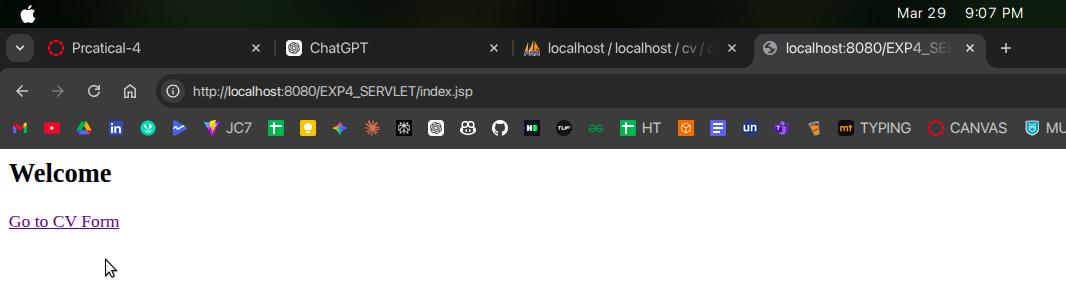 Mar 29 9:07 PM
Prcatical-4 ChatGPT localhost / localhost / cv / c localhost:8080/EXP4_SER
http://localhost:8080/EXP4_SERVLET/index.jsp
JC7 HT un mt TYPING CANVAS MU
Welcome
Go to CV Form